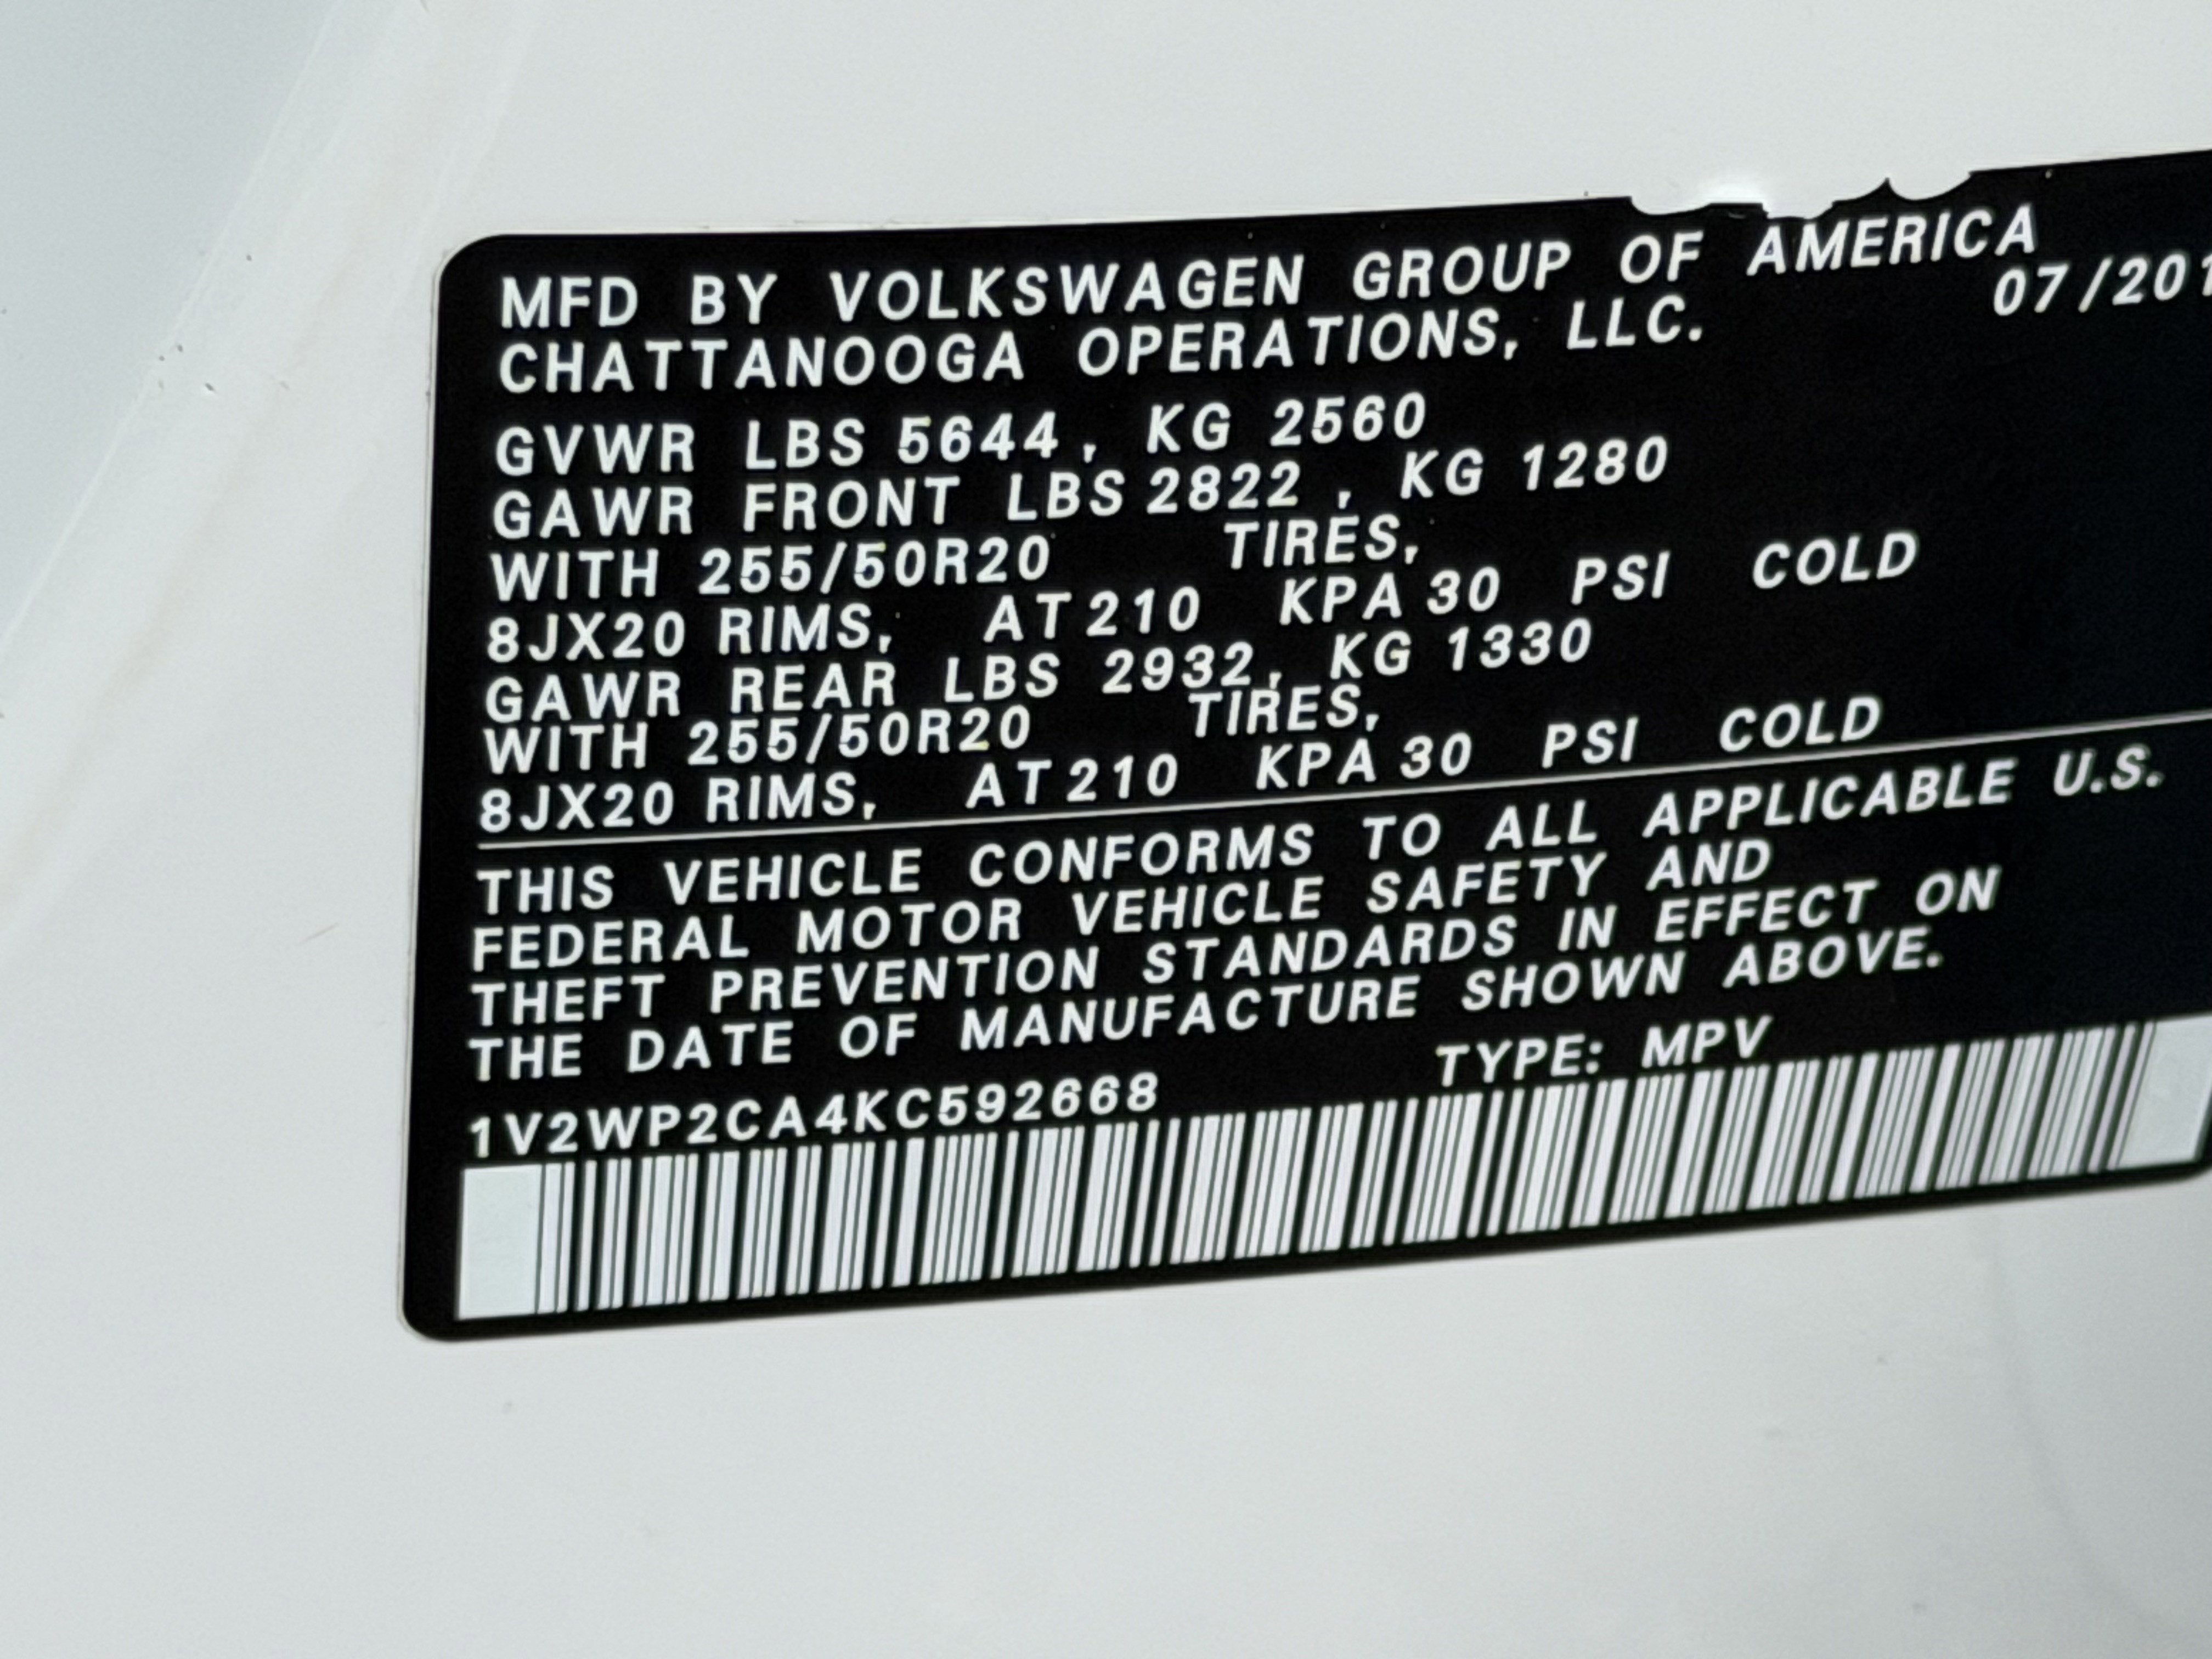 MFD BY VOLKSWAGEN GROUP OF AMERICA
CHATTANOOGA OPERATIONS, LLC.
GVWR LBS 5644, KG 2560
GAWR FRONT LBS 2822, KG 1280
WITH 255/50R20 TIRES,
8JX20 RIMS, AT 210 KPA 30 PSI COLD
GAWR REAR LBS 2932, KG 1330
WITH 255/50R20 TIRES,
8JX20 RIMS, AT 210 KPA 30 PSI COLD
THIS VEHICLE CONFORMS TO ALL APPLICABLE U.S.
FEDERAL MOTOR VEHICLE SAFETY AND
THEFT PREVENTION STANDARDS IN EFFECT ON
THE DATE OF MANUFACTURE SHOWN ABOVE.
1V2WP2CA4KC592668 TYPE: MPV